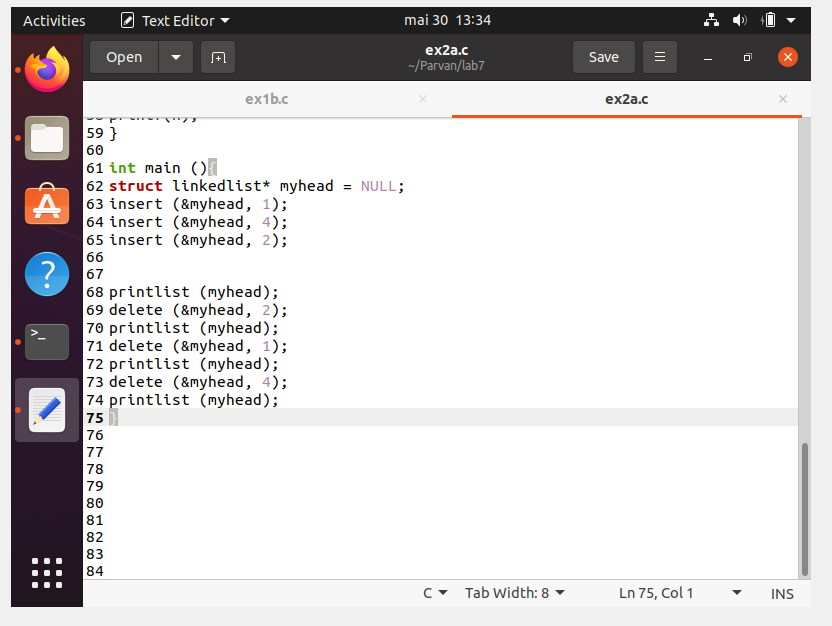 Activities Text Editor mai 30 13:34
Open ex2a.c Save
~/Parvan/lab7
ex1b.c ex2a.c
59 }
60
61 int main (){
62 struct linkedlist* myhead = NULL;
63 insert (&myhead, 1);
64 insert (&myhead, 4);
65 insert (&myhead, 2);
66
67
68 printlist (myhead);
69 delete (&myhead, 2);
70 printlist (myhead);
71 delete (&myhead, 1);
72 printlist (myhead);
73 delete (&myhead, 4);
74 printlist (myhead);
75 }
76
77
78
79
80
81
82
83
84
C Tab Width: 8 Ln 75, Col 1 INS